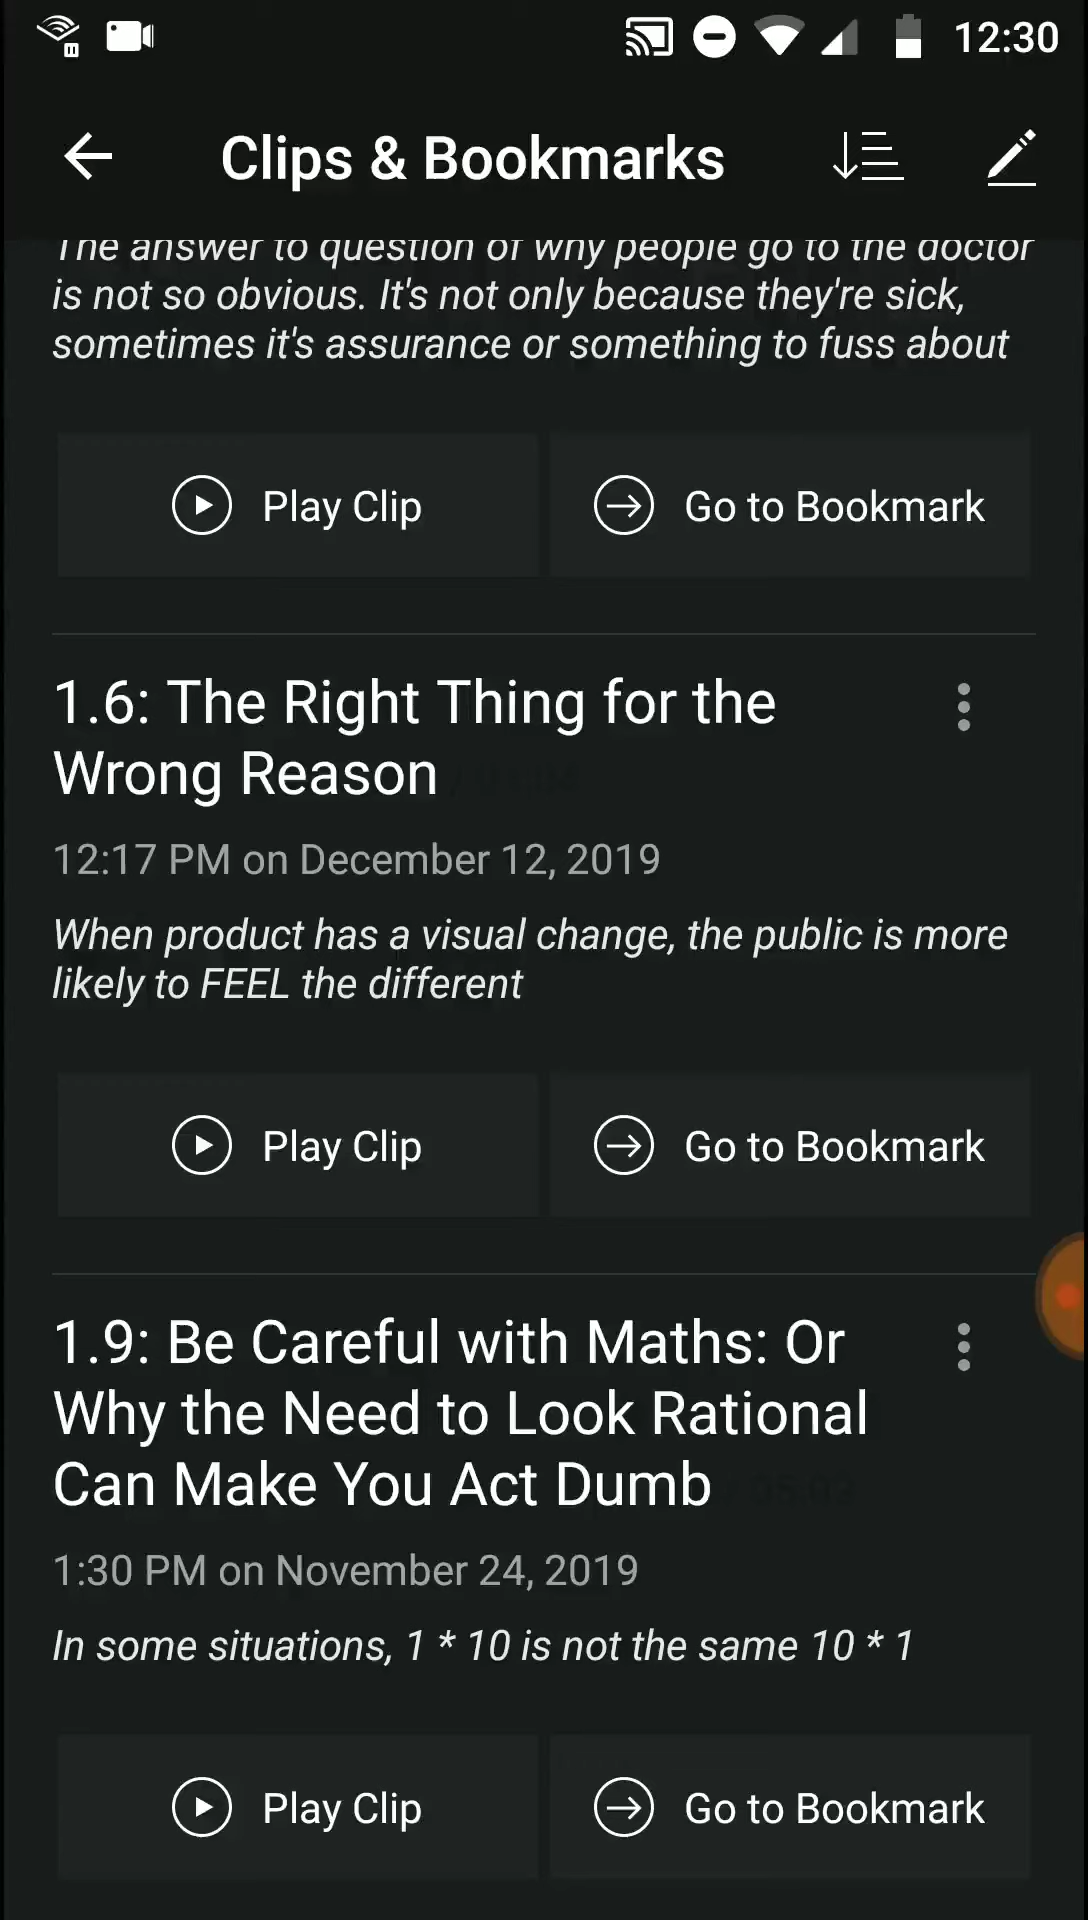 12:30
Clips & Bookmarks
The answer to question of why people go to the doctor
is not so obvious. It's not only because they're sick,
sometimes it's assurance or something to fuss about
Play Clip
Go to Bookmark
1.6: The Right Thing for the
Wrong Reason
12:17 PM on December 12, 2019
When product has a visual change, the public is more
likely to FEEL the different
Play Clip
Go to Bookmark
1.9: Be Careful with Maths: Or
Why the Need to Look Rational
Can Make You Act Dumb
1:30 PM on November 24, 2019
In some situations, 1 * 10 is not the same 10 * 1
Play Clip
Go to Bookmark